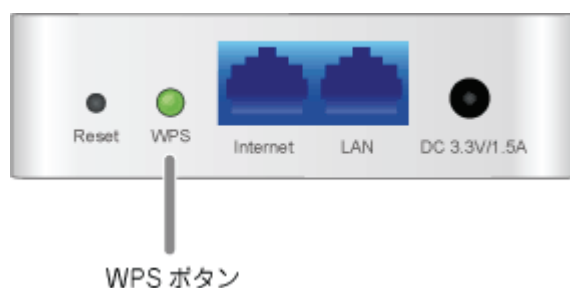 Reset WPS Internet LAN DC 3.3V/1.5A
WPS ボタン